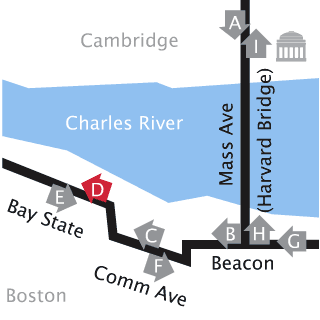 A
Cambridge
I
Charles River
Mass Ave
(Harvard Bridge)
E
D
Bay State
C
F
B
H
G
Comm Ave
Beacon
Boston